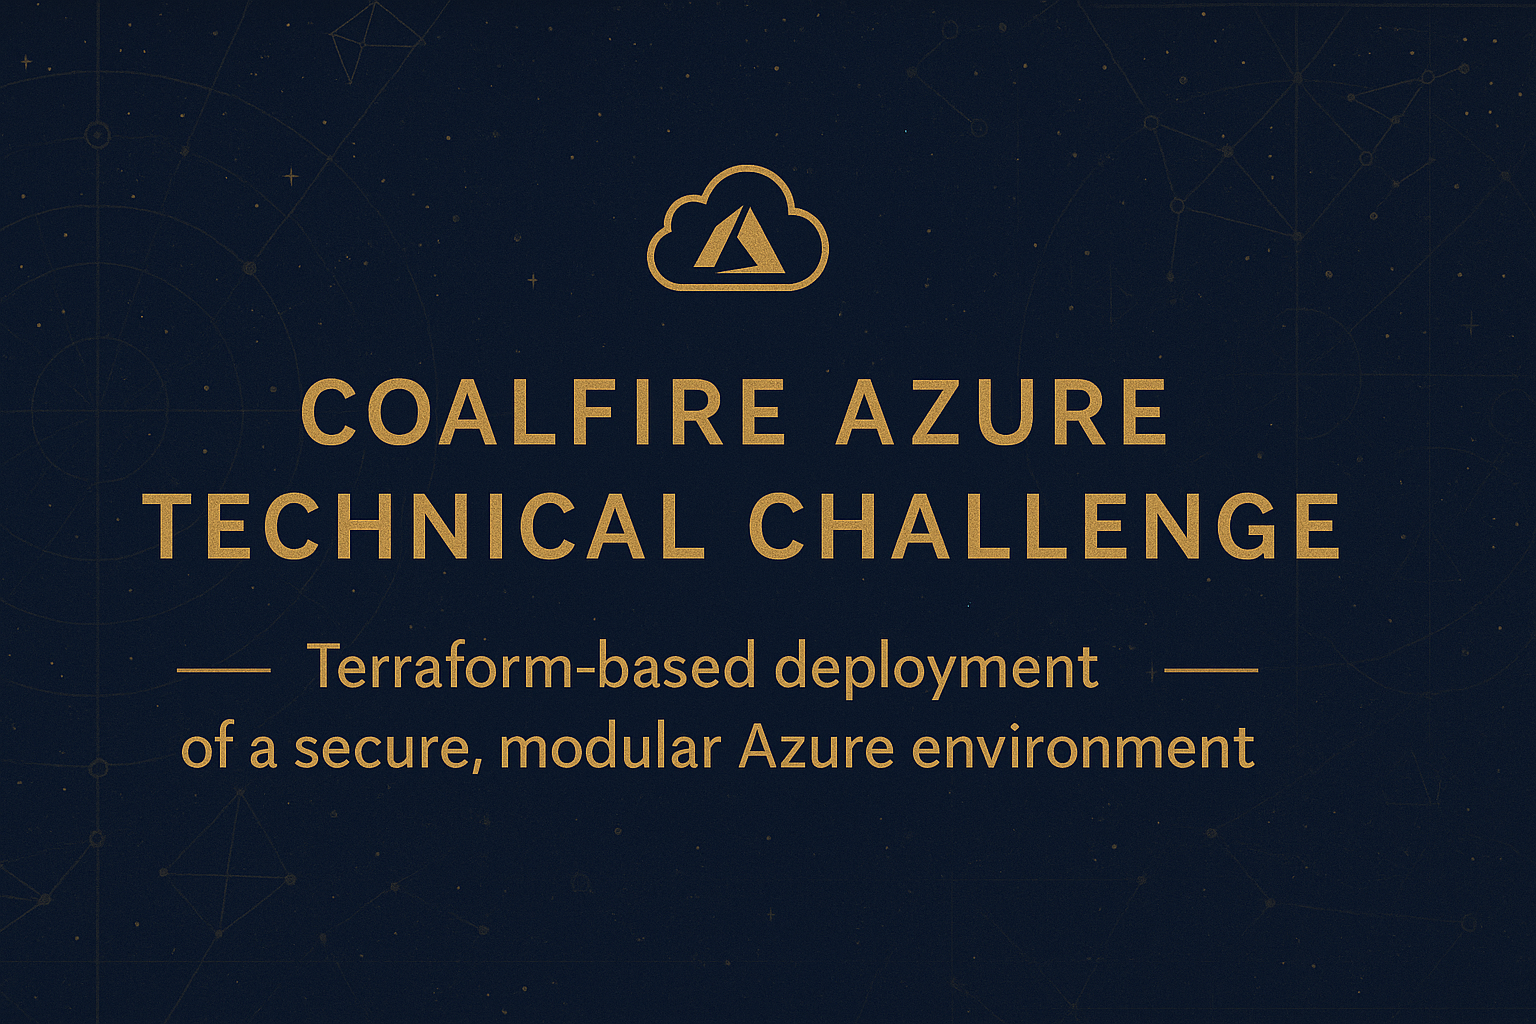 COALFIRE AZURE
TECHNICAL CHALLENGE
Terraform-based deployment
of a secure, modular Azure environment